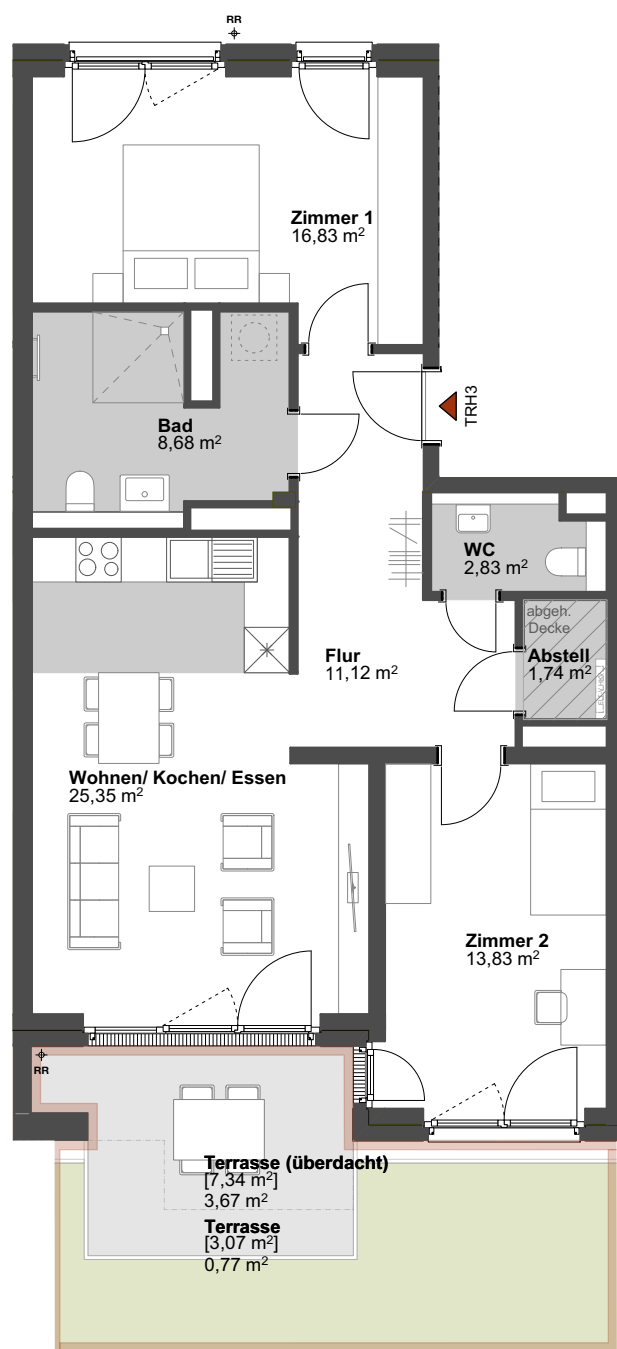 RR
Zimmer 1
16,83 m²
TRH3
Bad
8,68 m²
WC
2,83 m²
abgeh.
Decke
Abstell
1,74 m²
Flur
11,12 m²
Wohnen/ Kochen/ Essen
25,35 m²
Zimmer 2
13,83 m²
RR
Terrasse (überdacht)
[7,34 m²]
3,67 m²
Terrasse
[3,07 m²]
0,77 m²